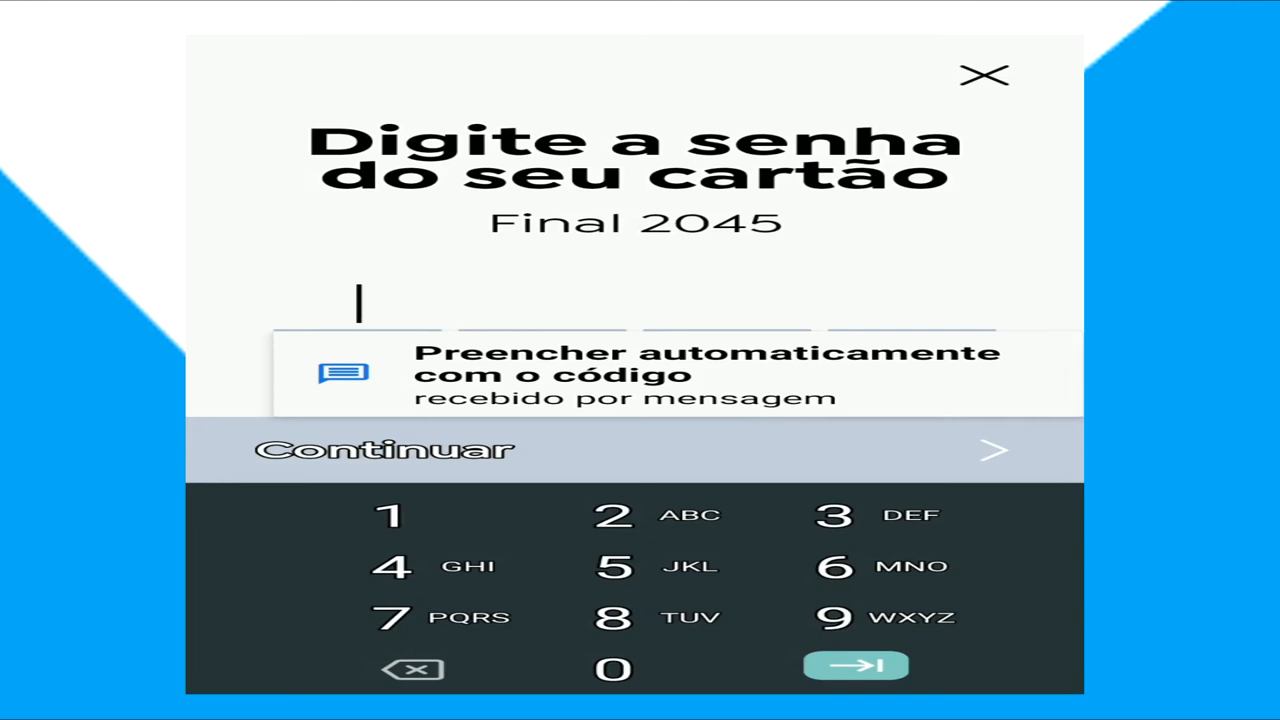 Digite a senha
do seu cartão
Final 2045
Preencher automaticamente
com o código
recebido por mensagem
Continuar
1 2 ABC 3 DEF
4 GHI 5 JKL 6 MNO
7 PQRS 8 TUV 9 WXYZ
0